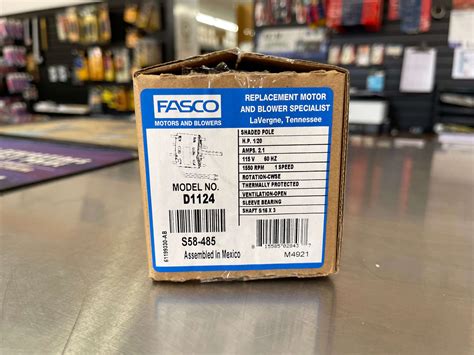 FASCO
MOTORS AND BLOWERS
REPLACEMENT MOTOR
AND BLOWER SPECIALIST
LaVergne, Tennessee
SHADED POLE
H.P. 1/20
AMPS. 2.1
115 V 60 HZ
1550 RPM 1 SPEED
ROTATION-CWSE
THERMALLY PROTECTED
VENTILATION-OPEN
SLEEVE BEARING
SHAFT 5/16 X 3
MODEL NO.
D1124
S58-485
Assembled In Mexico
61199330-AB
M4921